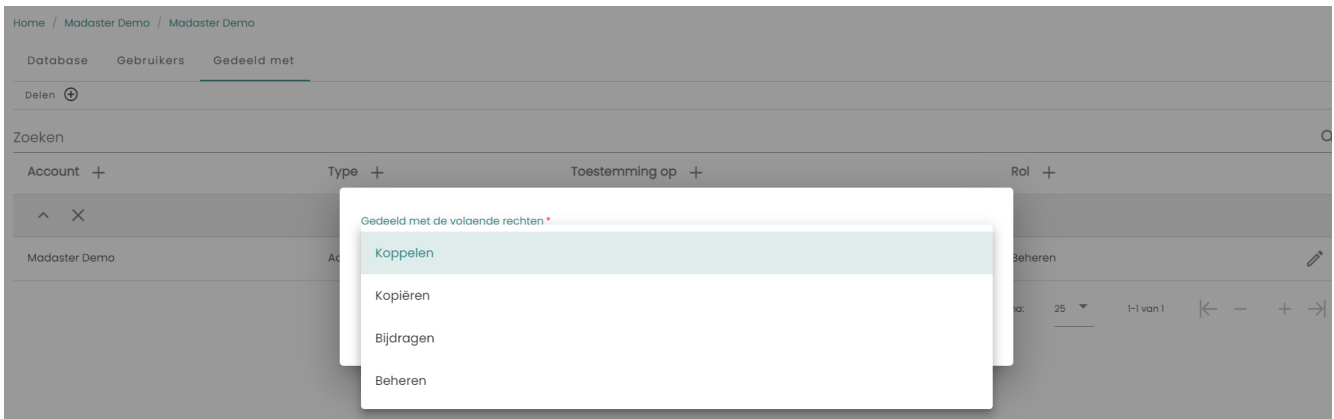 Home / Madaster Demo / Madaster Demo
Database Gebruikers Gedeeld met
Delen
Zoeken
Account Type Toestemming op Rol
Gedeeld met de volgende rechten *
Koppelen
Madaster Demo Beheren
Kopiëren
25 1-1 van 1
Bijdragen
Beheren